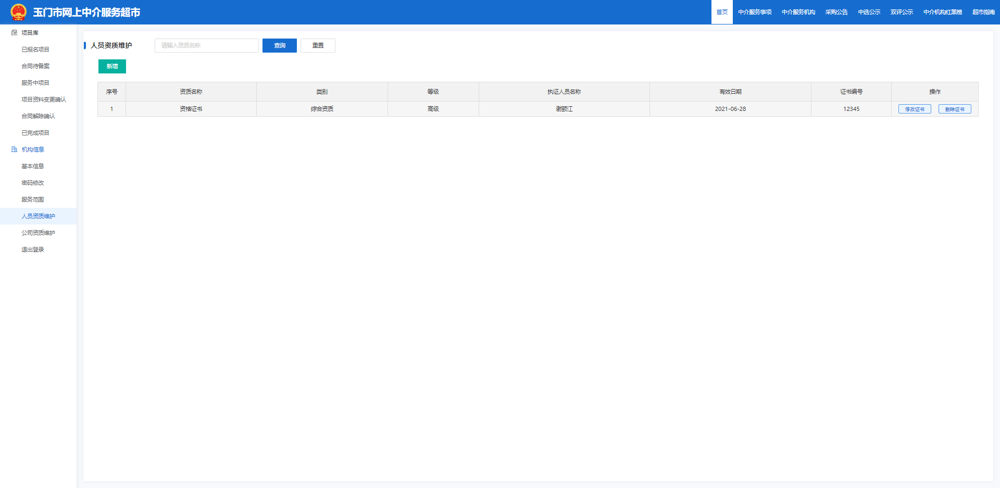 玉门市网上中介服务超市
首页 中介服务事项 中介服务机构 采购公告 中选公示 双评公示 中介机构红黑榜 超市指南
项目库
已报名项目
合同待备案
服务中项目
项目资料变更确认
合同解除确认
已完成项目
机构信息
基本信息
密码修改
服务范围
人员资质维护
公司资质维护
退出登录
人员资质维护 请输入资质名称 查询 重置
新增
序号 资质名称 类别 等级 执证人员名称 有效日期 证书编号 操作
1 资格证书 综合资质 高级 谢颐江 2021-06-28 12345 修改证书 删除证书